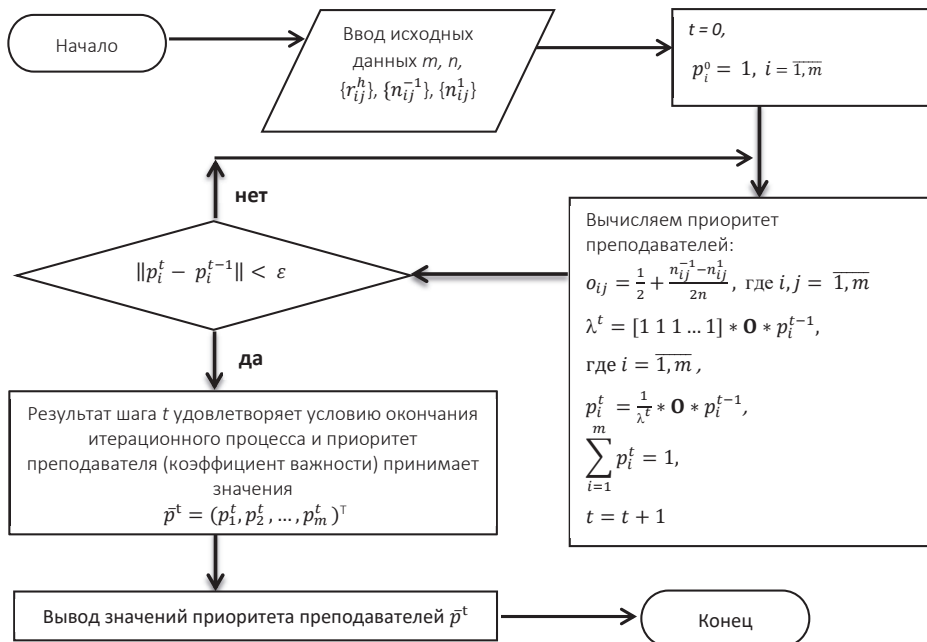 Начало
Ввод исходных
данных m, n,
{r_{ij}^{h}}, {n_{ij}^{-1}}, {n_{ij}^{1}}
t = 0,
p_i^0 = 1, i = \overline{1,m}
нет
‖p_i^t − p_i^{t−1}‖ < ε
да
Вычисляем приоритет
преподавателей:
o_{ij} = \frac{1}{2} + \frac{n_{ij}^{-1} − n_{ij}^{1}}{2n}, где i, j = \overline{1,m}
λ^t = [1 1 1 … 1] * O * p_i^{t−1},
где i = \overline{1,m},
p_i^t = \frac{1}{λ^t} * O * p_i^{t−1},
\sum_{i=1}^{m} p_i^t = 1,
t = t + 1
Результат шага t удовлетворяет условию окончания
итерационного процесса и приоритет
преподавателя (коэффициент важности) принимает
значения
p̄^t = (p_1^t, p_2^t, …, p_m^t)^т
Вывод значений приоритета преподавателей p̄^t
Конец